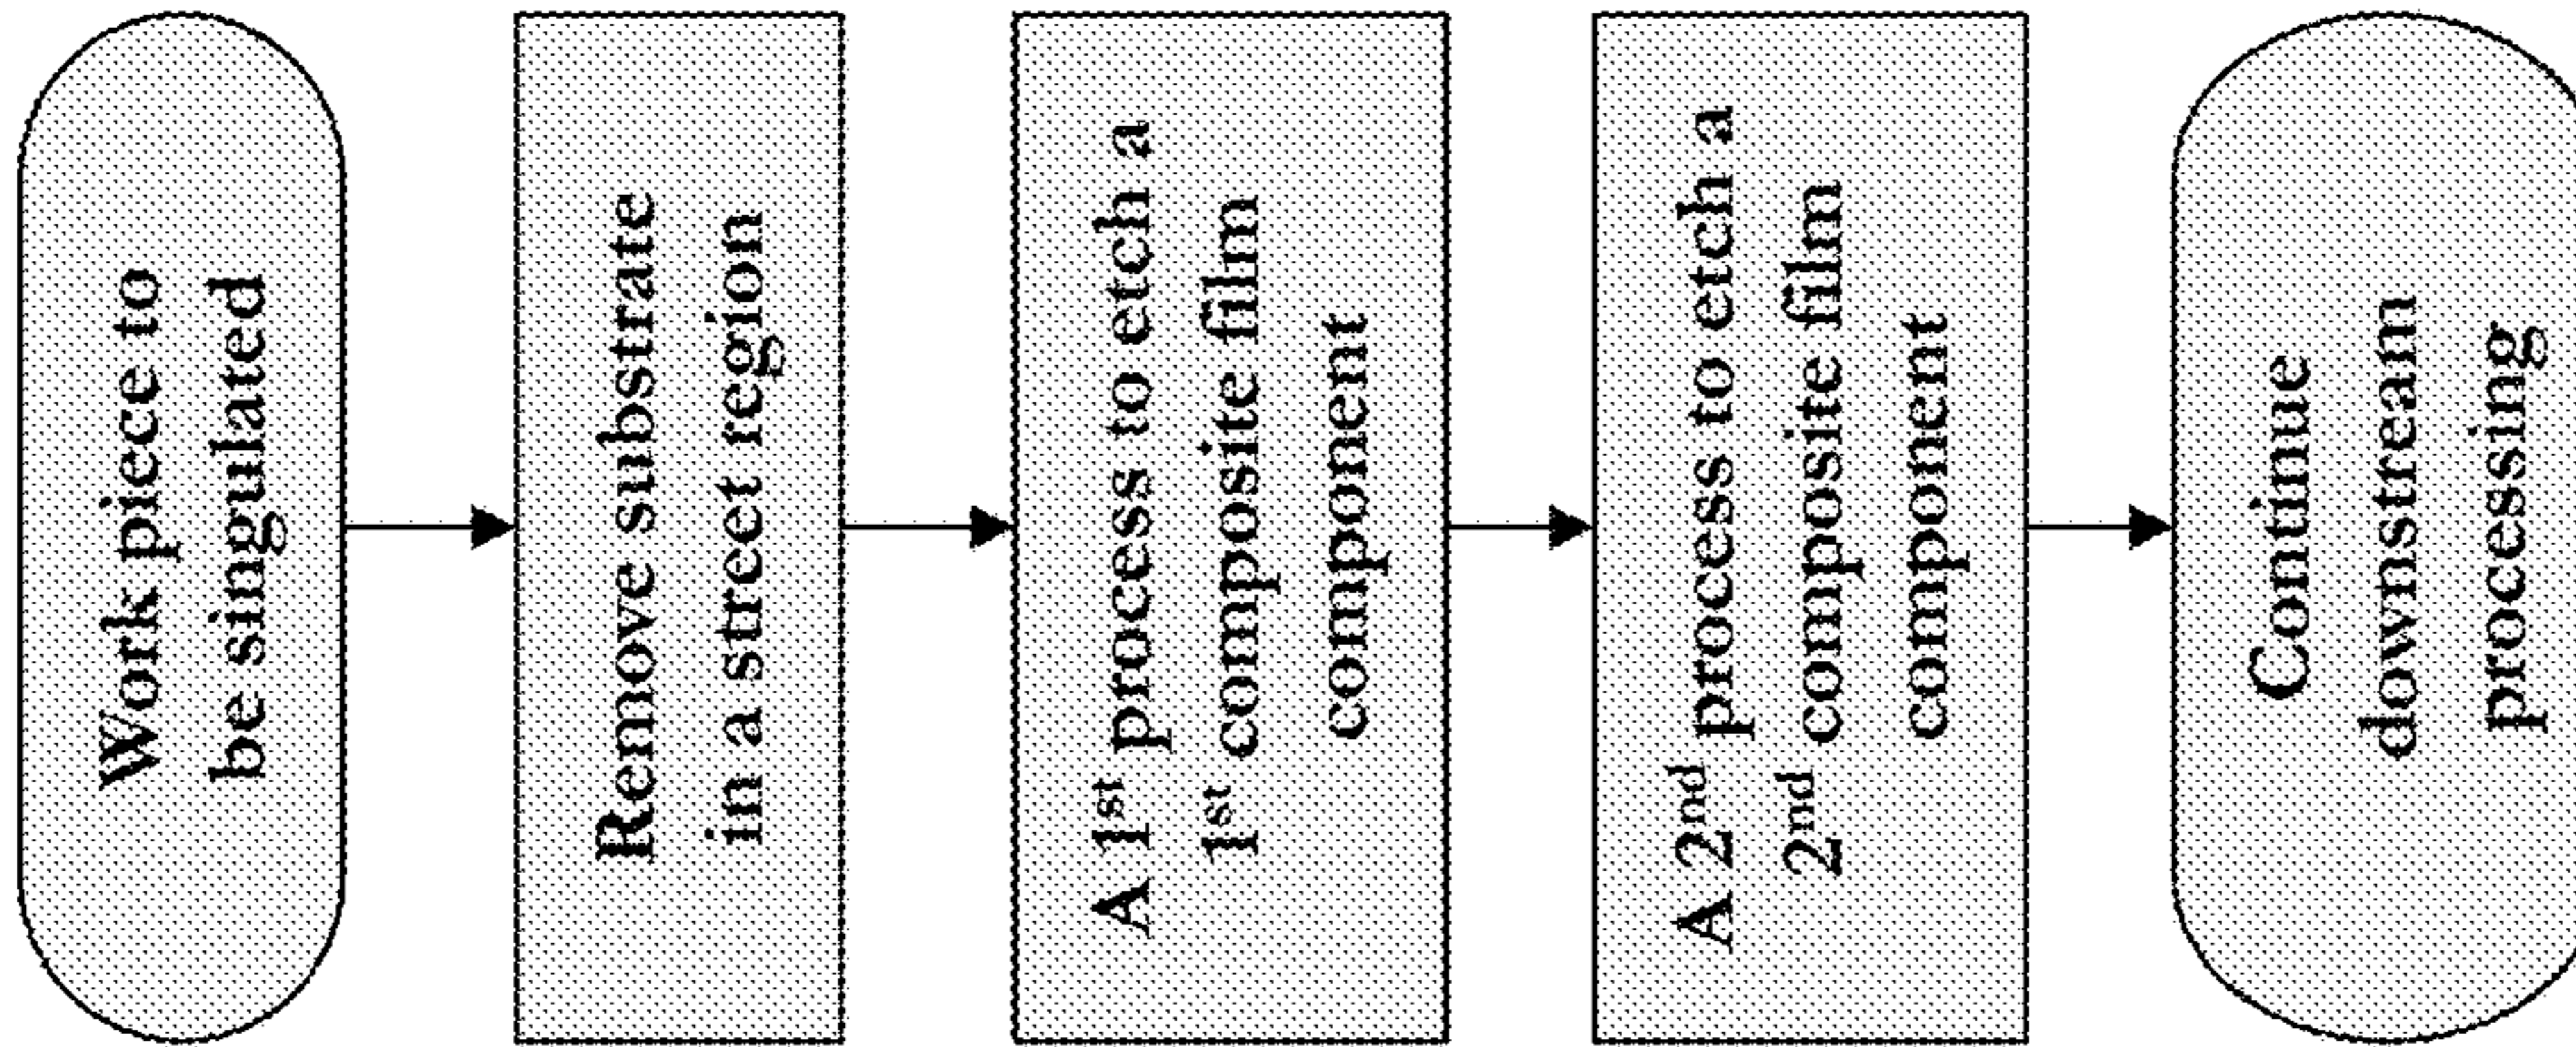 Work piece to
be singulated
Remove substrate
in a street region
A 1st process to etch a
1st composite film
component
A 2nd process to etch a
2nd composite film
component
Continue
downstream
processing